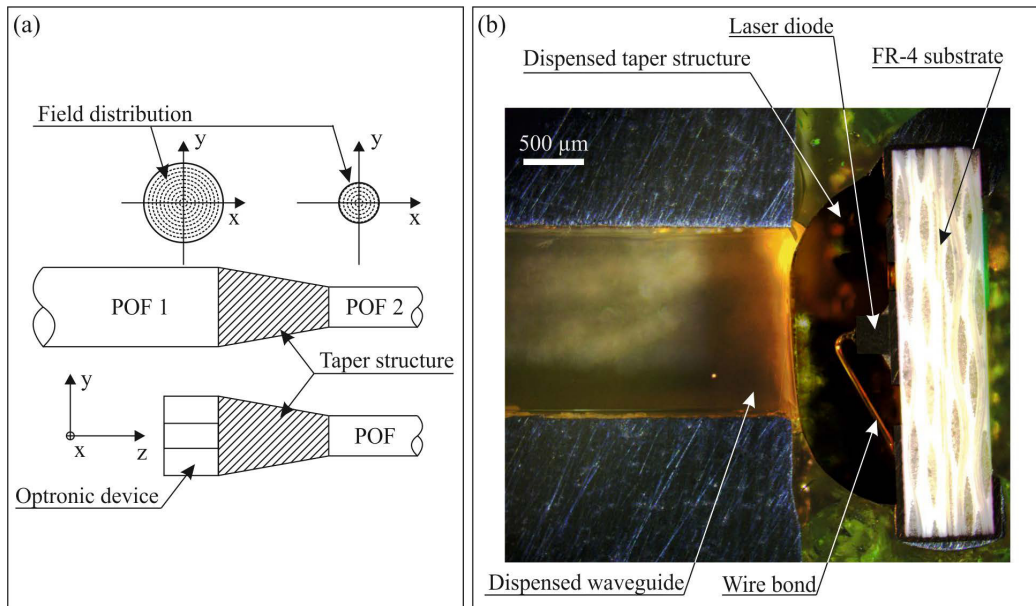 (a)
Field distribution
y
y
x
x
POF 1
POF 2
Taper structure
y
x
z
POF
Optronic device
(b)
Laser diode
Dispensed taper structure
FR-4 substrate
500 µm
Dispensed waveguide
Wire bond